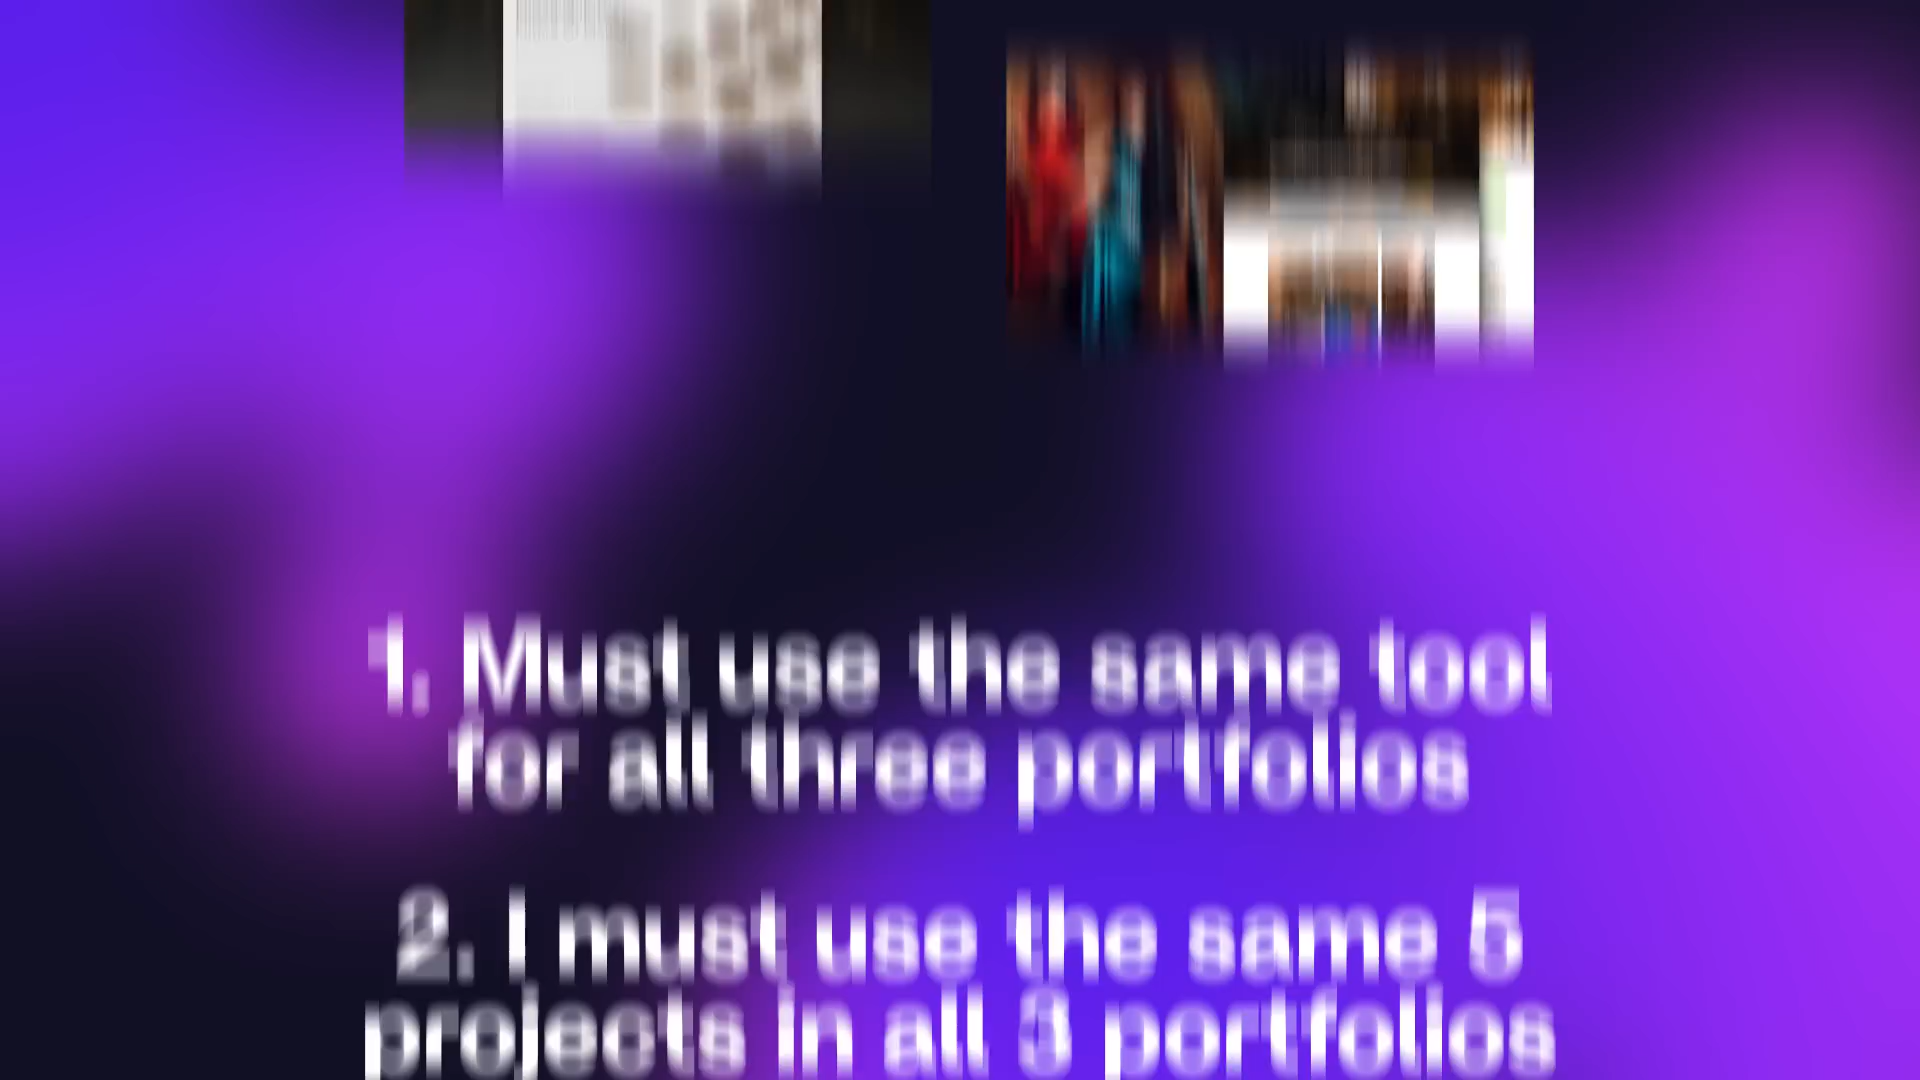 1. Must use the same tool
for all three portfolios
2. I must use the same 5
projects in all 3 portfolios